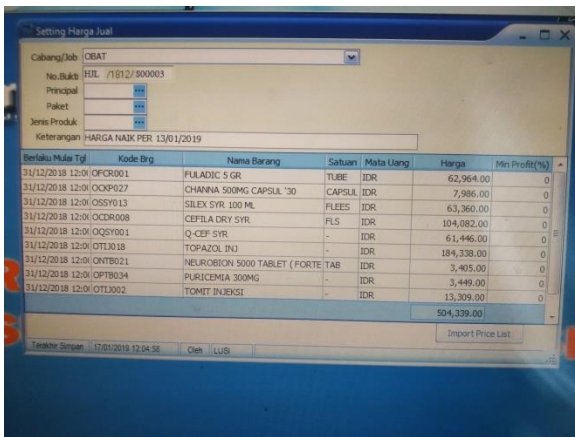 Setting Harga Jual
Cabang/Job OBAT
No.Bukti HJL /1812/ S00003
Principal ...
Paket ...
Jenis Produk ...
Keterangan HARGA NAIK PER 13/01/2019
Berlaku Mulai Tgl Kode Brg Nama Barang Satuan Mata Uang Harga Min Profit(%)
31/12/2018 12:0 OFCR001 FULADIC 5 GR TUBE IDR 62,964.00 0
31/12/2018 12:0 OCKP027 CHANNA 500MG CAPSUL '30 CAPSUL IDR 7,986.00 0
31/12/2018 12:0 OSSY013 SILEX SYR 100 ML FLEES IDR 63,360.00 0
31/12/2018 12:0 OCDR008 CEFILA DRY SYR FLS IDR 104,082.00 0
31/12/2018 12:0 OQSY001 Q-CEF SYR - IDR 61,446.00 0
31/12/2018 12:0 OTIJ018 TOPAZOL INJ - IDR 184,338.00 0
31/12/2018 12:0 ONTB021 NEUROBION 5000 TABLET ( FORTE TAB IDR 3,405.00 0
31/12/2018 12:0 OPTB034 PURICEMIA 300MG - IDR 3,449.00 0
31/12/2018 12:0 OTIJ002 TOMIT INJEKSI - IDR 13,309.00 0
504,339.00
Import Price List
Terakhir Simpan 17/01/2019 12:04:58 Oleh LUSI